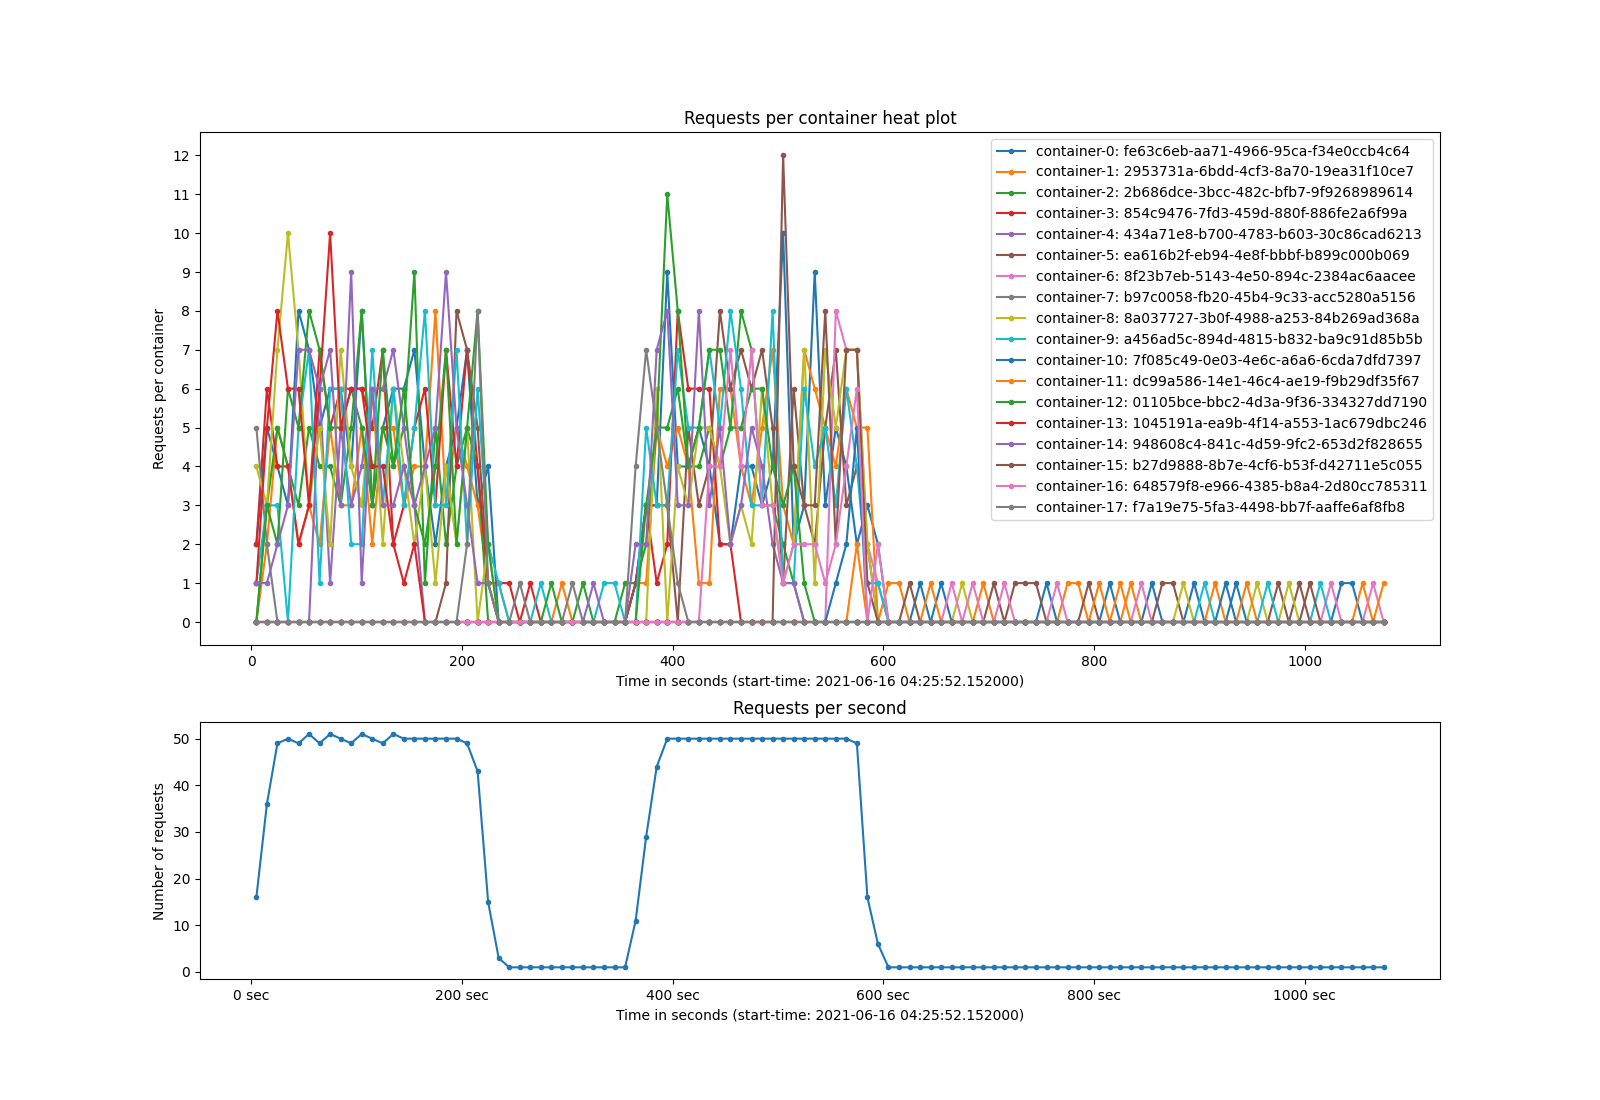 Requests per container heat plot
Requests per container
12
11
10
9
8
7
6
5
4
3
2
1
0
container-0: fe63c6eb-aa71-4966-95ca-f34e0ccb4c64
container-1: 2953731a-6bdd-4cf3-8a70-19ea31f10ce7
container-2: 2b686dce-3bcc-482c-bfb7-9f9268989614
container-3: 854c9476-7fd3-459d-880f-886fe2a6f99a
container-4: 434a71e8-b700-4783-b603-30c86cad6213
container-5: ea616b2f-eb94-4e8f-bbbf-b899c000b069
container-6: 8f23b7eb-5143-4e50-894c-2384ac6aacee
container-7: b97c0058-fb20-45b4-9c33-acc5280a5156
container-8: 8a037727-3b0f-4988-a253-84b269ad368a
container-9: a456ad5c-894d-4815-b832-ba9c91d85b5b
container-10: 7f085c49-0e03-4e6c-a6a6-6cda7dfd7397
container-11: dc99a586-14e1-46c4-ae19-f9b29df35f67
container-12: 01105bce-bbc2-4d3a-9f36-334327dd7190
container-13: 1045191a-ea9b-4f14-a553-1ac679dbc246
container-14: 948608c4-841c-4d59-9fc2-653d2f828655
container-15: b27d9888-8b7e-4cf6-b53f-d42711e5c055
container-16: 648579f8-e966-4385-b8a4-2d80cc785311
container-17: f7a19e75-5fa3-4498-bb7f-aaffe6af8fb8
0 200 400 600 800 1000
Time in seconds (start-time: 2021-06-16 04:25:52.152000)
Requests per second
Number of requests
50
40
30
20
10
0
0 sec 200 sec 400 sec 600 sec 800 sec 1000 sec
Time in seconds (start-time: 2021-06-16 04:25:52.152000)